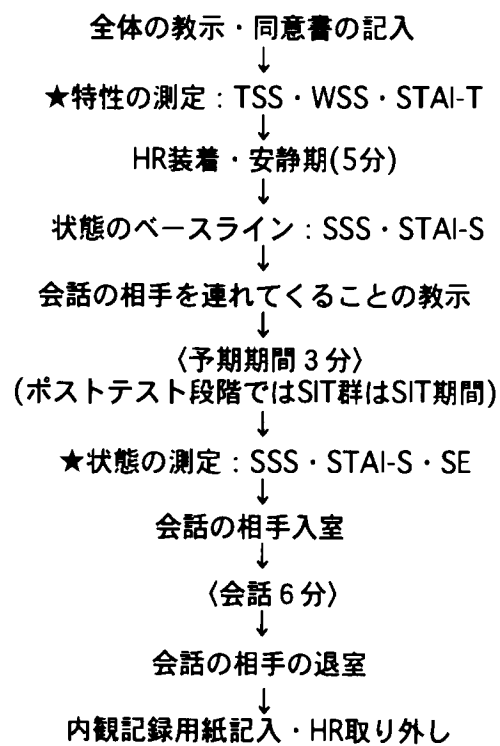 全体の教示・同意書の記入
↓
★特性の測定：TSS・WSS・STAI-T
↓
HR装着・安静期(5分)
↓
状態のベースライン：SSS・STAI-S
↓
会話の相手を連れてくることの教示
↓
〈予期期間３分〉
(ポストテスト段階ではSIT群はSIT期間)
↓
★状態の測定：SSS・STAI-S・SE
↓
会話の相手入室
↓
〈会話６分〉
↓
会話の相手の退室
↓
内観記録用紙記入・HR取り外し